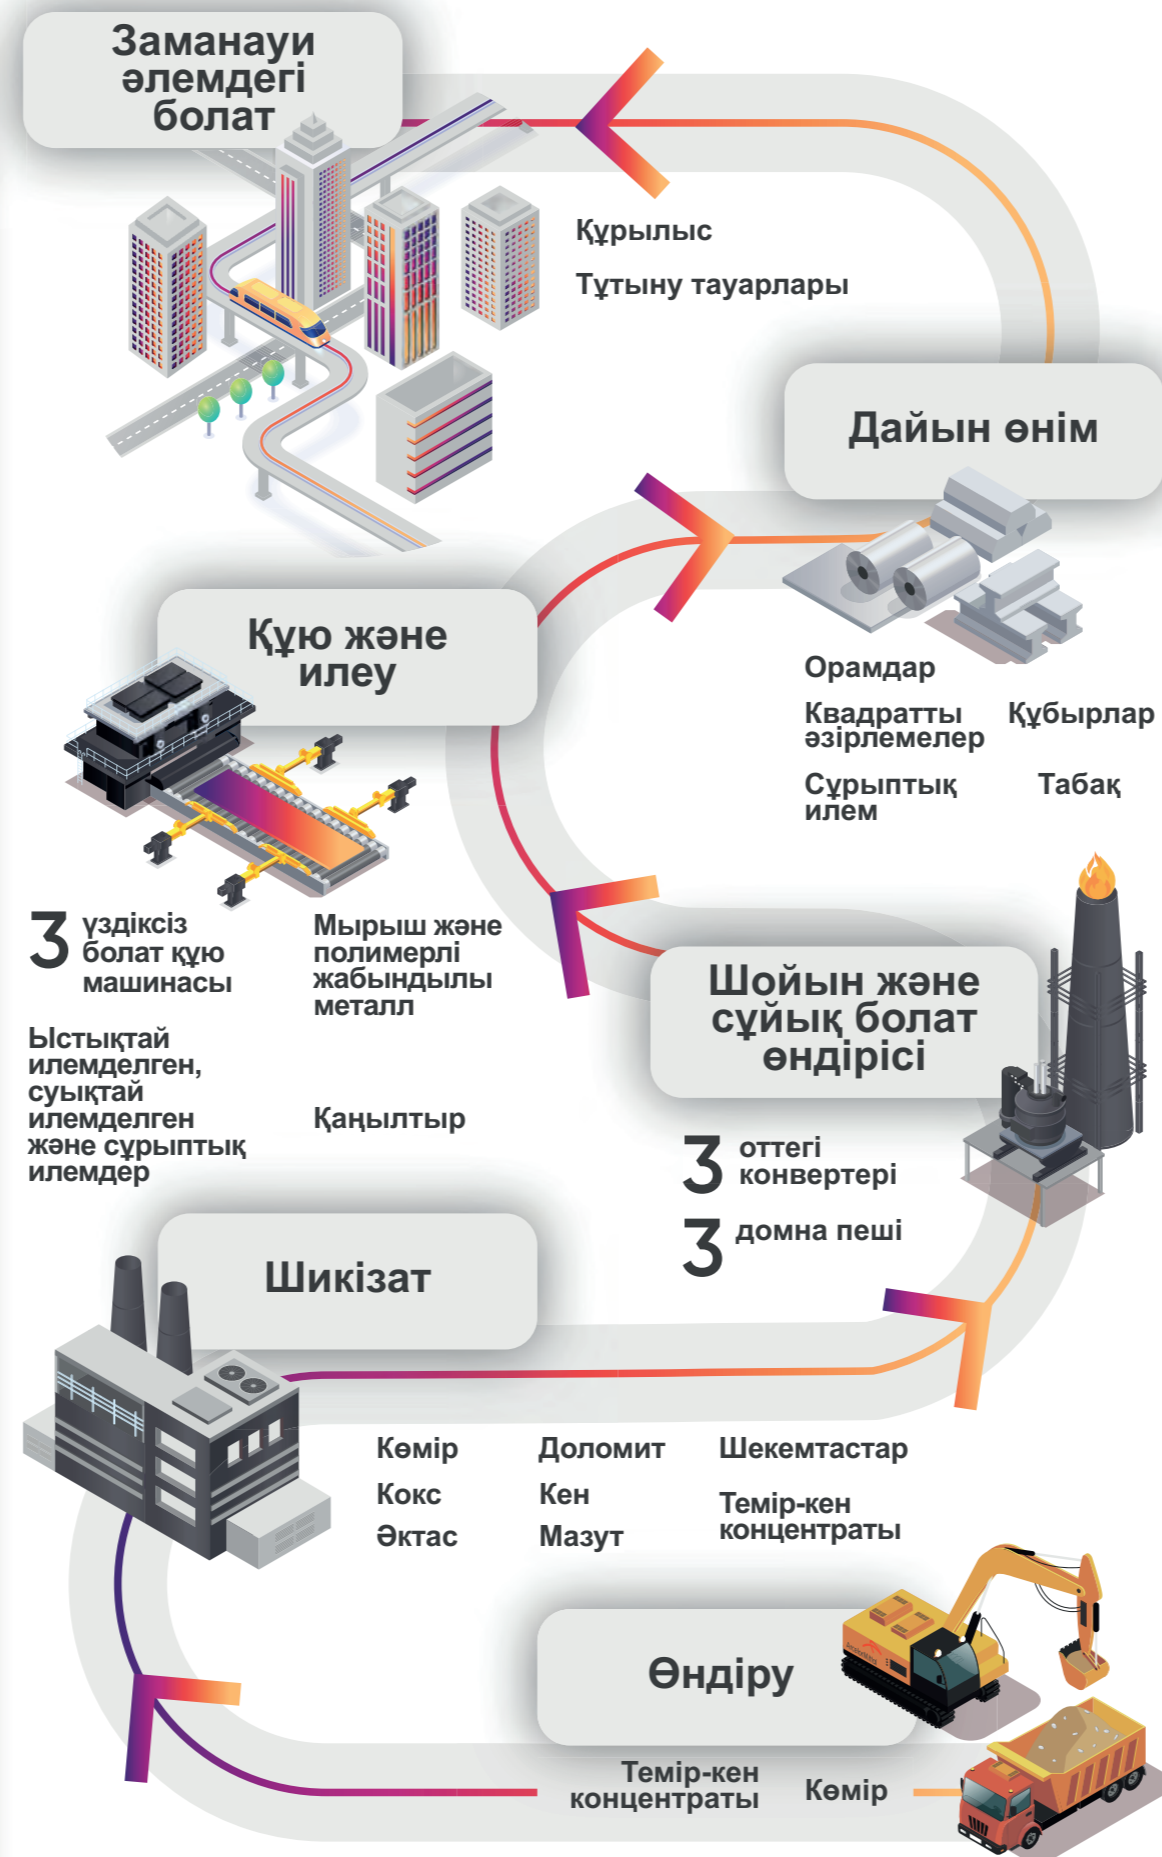 Заманауи
әлемдегі
болат
Құрылыс
Тұтыну тауарлары
Дайын өнім
Орамдар
Квадратты
әзірлемелер
Құбырлар
Сұрыптық
илем
Табақ
Құю және
илеу
3 үздіксіз
болат құю
машинасы
Мырыш және
полимерлі
жабындылы
металл
Ыстықтай
илемделген,
суықтай
илемделген
және сұрыптық
илемдер
Қаңылтыр
Шойын және
сұйық болат
өндірісі
3 оттегі
конвертері
3 домна пеші
Шикізат
Көмір
Доломит
Шекемтастар
Кокс
Кен
Темір-кен
концентраты
Әктас
Мазут
Өндіру
Темір-кен
концентраты
Көмір